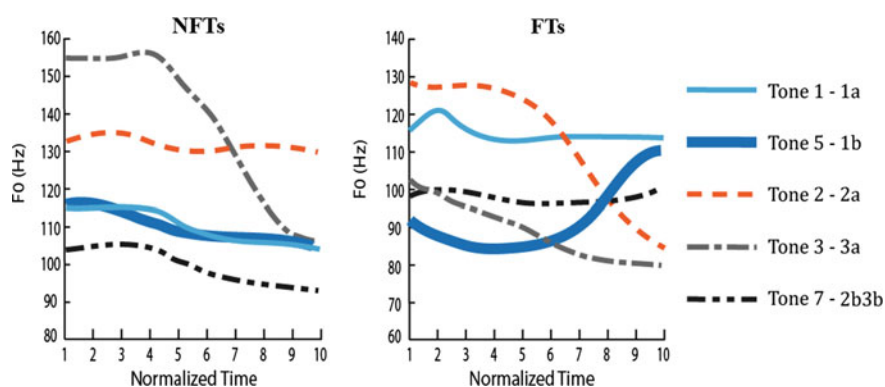 NFTs
FTs
160
150
140
130
120
110
100
90
80
F0 (Hz)
1 2 3 4 5 6 7 8 9 10
Normalized Time
140
130
120
110
100
90
80
70
60
F0 (Hz)
1 2 3 4 5 6 7 8 9 10
Normalized Time
Tone 1 - 1a
Tone 5 - 1b
Tone 2 - 2a
Tone 3 - 3a
Tone 7 - 2b3b